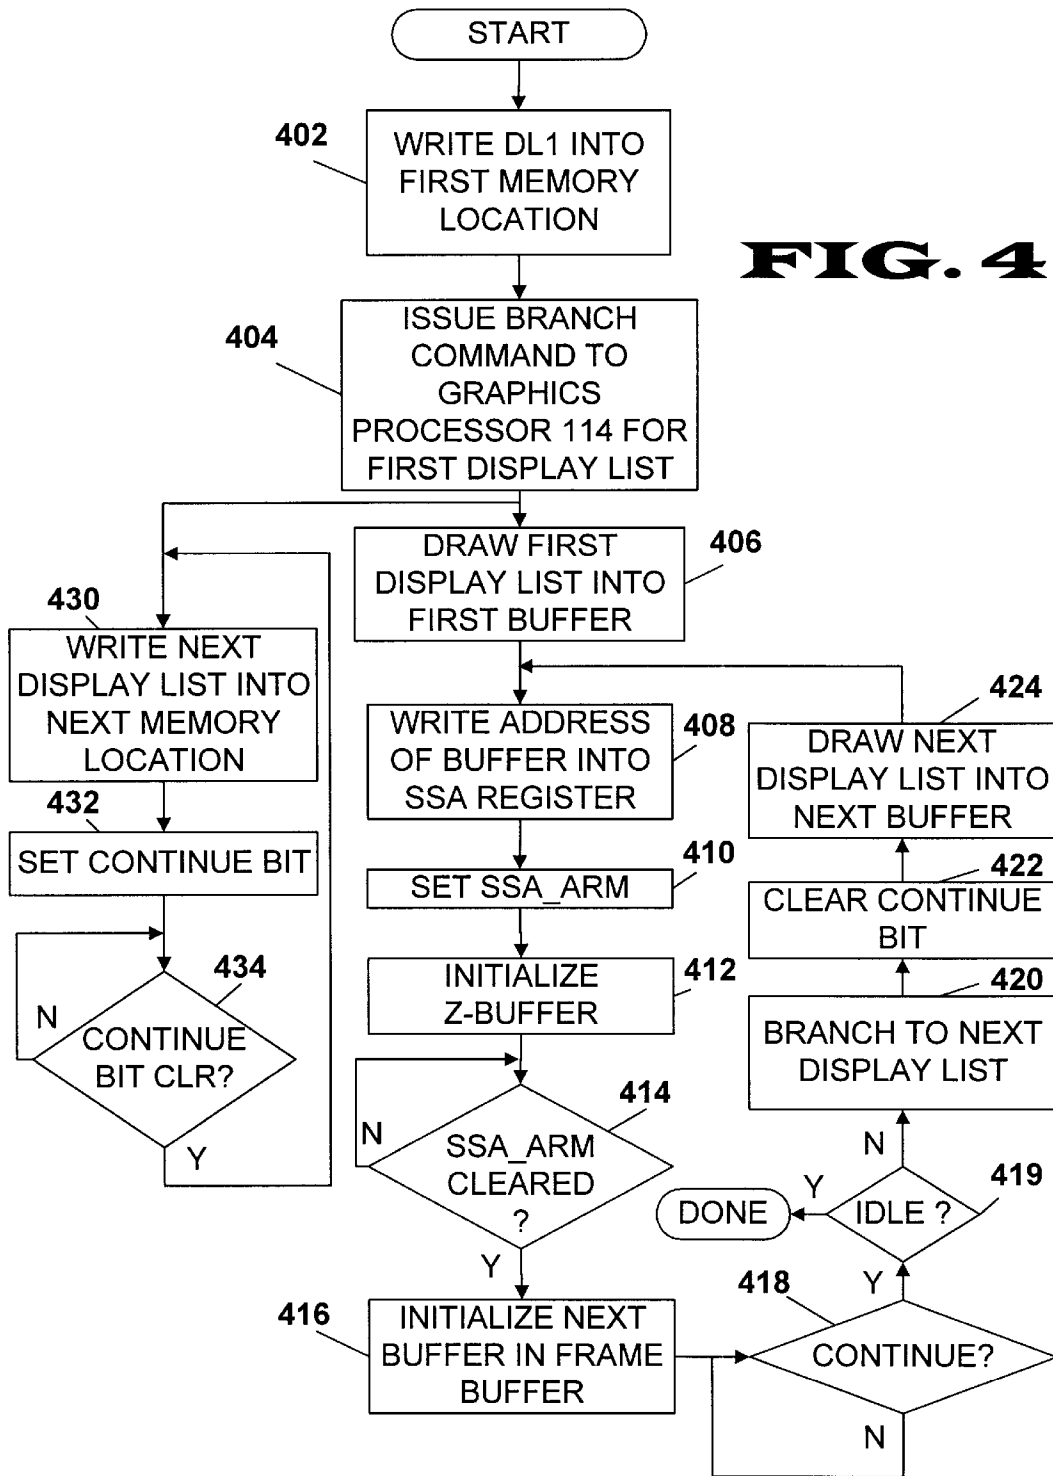 START
402
WRITE DL1 INTO
FIRST MEMORY
LOCATION
FIG. 4
404
ISSUE BRANCH
COMMAND TO
GRAPHICS
PROCESSOR 114 FOR
FIRST DISPLAY LIST
406
DRAW FIRST
DISPLAY LIST INTO
FIRST BUFFER
430
WRITE NEXT
DISPLAY LIST INTO
NEXT MEMORY
LOCATION
432
SET CONTINUE BIT
434
N
CONTINUE
BIT CLR?
Y
408
WRITE ADDRESS
OF BUFFER INTO
SSA REGISTER
410
SET SSA_ARM
412
INITIALIZE
Z-BUFFER
414
N
SSA_ARM
CLEARED
?
Y
416
INITIALIZE NEXT
BUFFER IN FRAME
BUFFER
424
DRAW NEXT
DISPLAY LIST INTO
NEXT BUFFER
422
CLEAR CONTINUE
BIT
420
BRANCH TO NEXT
DISPLAY LIST
N
419
Y
DONE
IDLE ?
Y
418
CONTINUE?
N